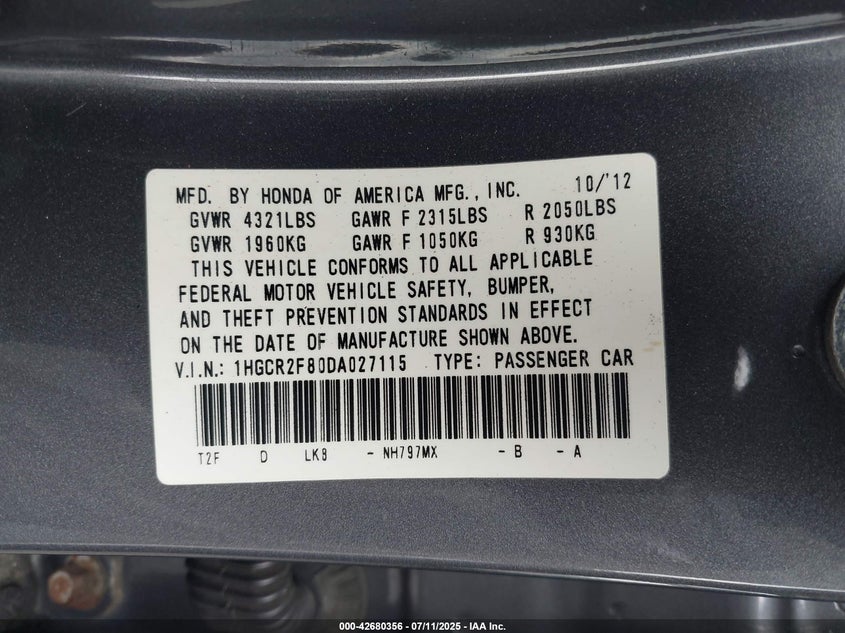 MFD. BY HONDA OF AMERICA MFG., INC. 10/'12
GVWR 4321LBS GAWR F 2315LBS R 2050LBS
GVWR 1960KG GAWR F 1050KG R 930KG
THIS VEHICLE CONFORMS TO ALL APPLICABLE
FEDERAL MOTOR VEHICLE SAFETY, BUMPER,
AND THEFT PREVENTION STANDARDS IN EFFECT
ON THE DATE OF MANUFACTURE SHOWN ABOVE.
V.I.N.: 1HGCR2F80DA027115 TYPE: PASSENGER CAR
T2F D LK8 - NH797MX - B - A
000-42680356 - 07/11/2025 - IAA Inc.